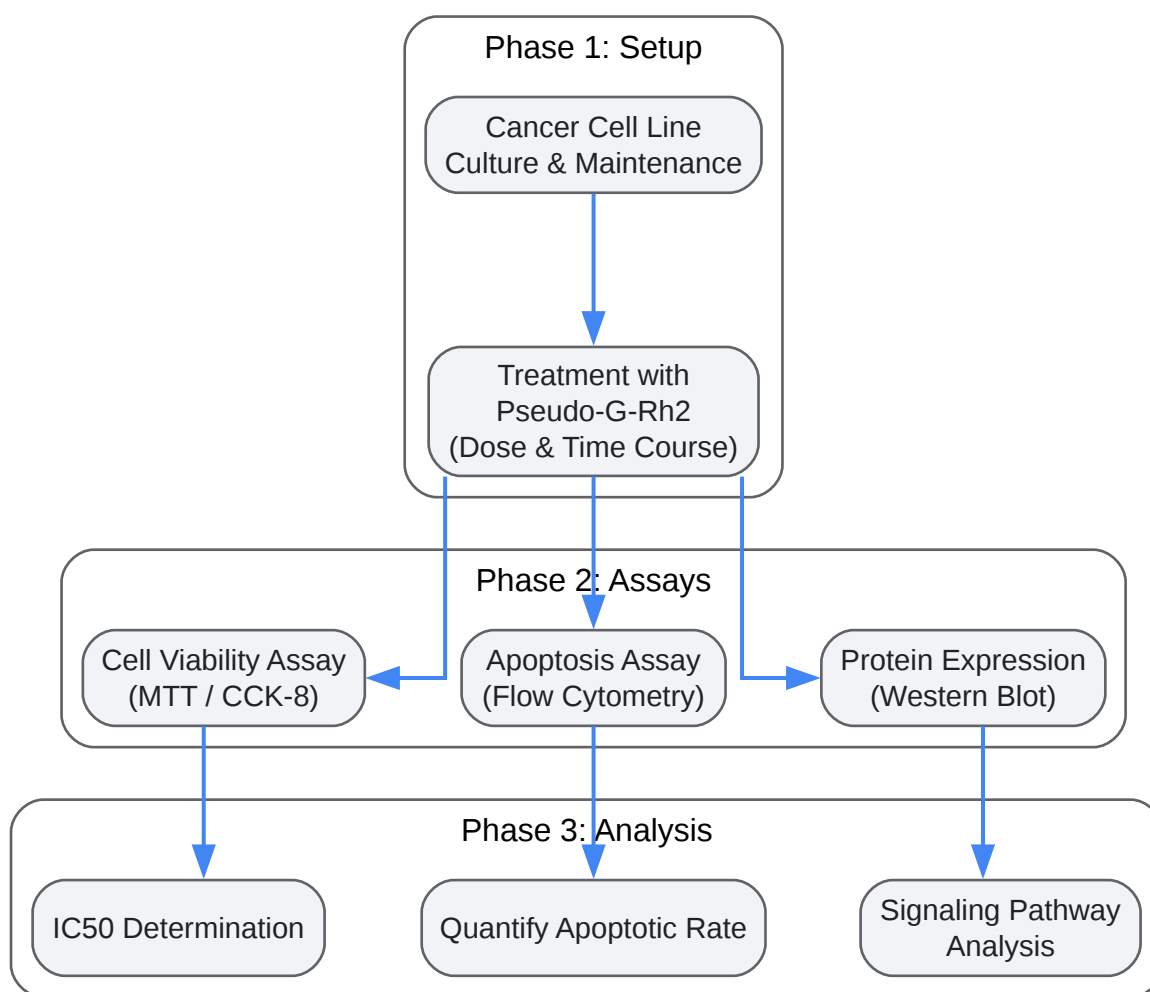 Phase 1: Setup
Cancer Cell Line
Culture & Maintenance
Treatment with
Pseudo-G-Rh2
(Dose & Time Course)
Phase 2: Assays
Cell Viability Assay
(MTT / CCK-8)
Apoptosis Assay
(Flow Cytometry)
Protein Expression
(Western Blot)
Phase 3: Analysis
IC50 Determination
Quantify Apoptotic Rate
Signaling Pathway
Analysis